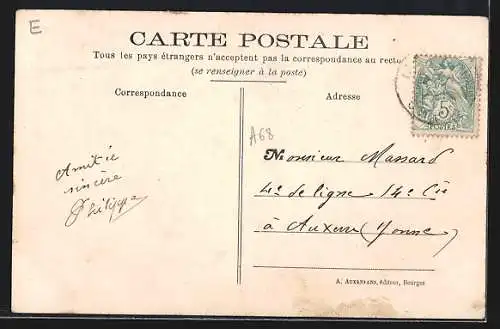 E
CARTE POSTALE
Tous les pays étrangers n'acceptent pas la correspondance au recto
(se renseigner à la poste)
Correspondance
Adresse
5
A68
Amitié
sincère
Philippe
Monsieur Massard
4e de ligne 14e Cie
à Auxerre (Yonne)
éditeur, Bourges